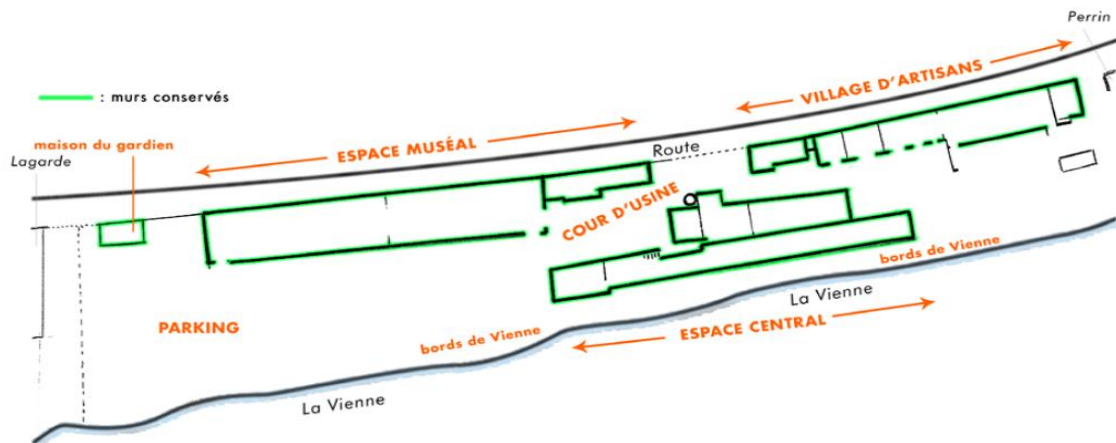 Perrin
VILLAGE D'ARTISANS
: murs conservés
maison du gardien
Lagarde
ESPACE MUSÉAL
Route
COUR D'USINE
bords de Vienne
La Vienne
PARKING
ESPACE CENTRAL
bords de Vienne
La Vienne